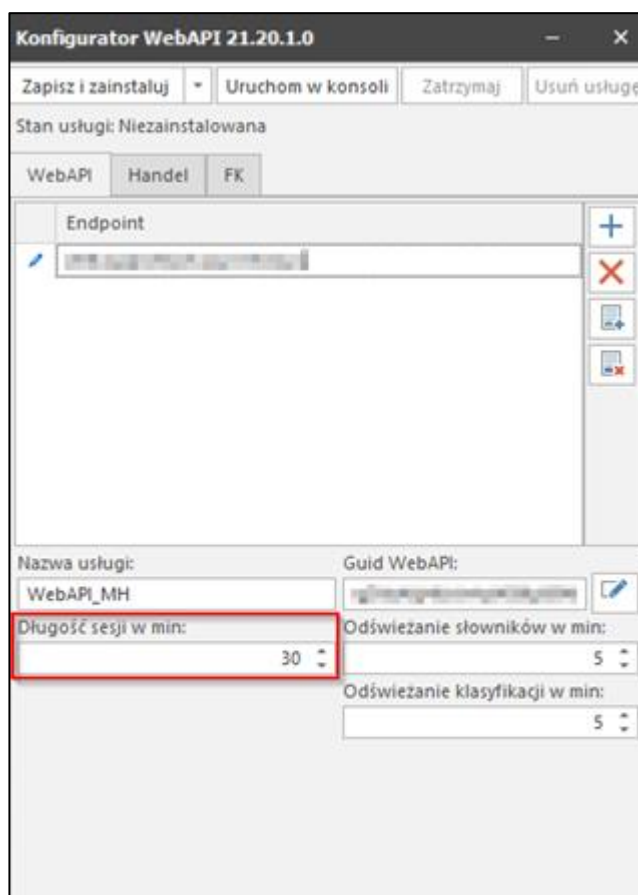 Konfigurator WebAPI 21.20.1.0
Zapisz i zainstaluj Uruchom w konsoli Zatrzymaj Usuń usługę
Stan usługi: Niezainstalowana
WebAPI Handel FK
Endpoint
Nazwa usługi: Guid WebAPI:
WebAPI_MH
Długość sesji w min: Odświeżanie słowników w min:
30 5
Odświeżanie klasyfikacji w min:
5